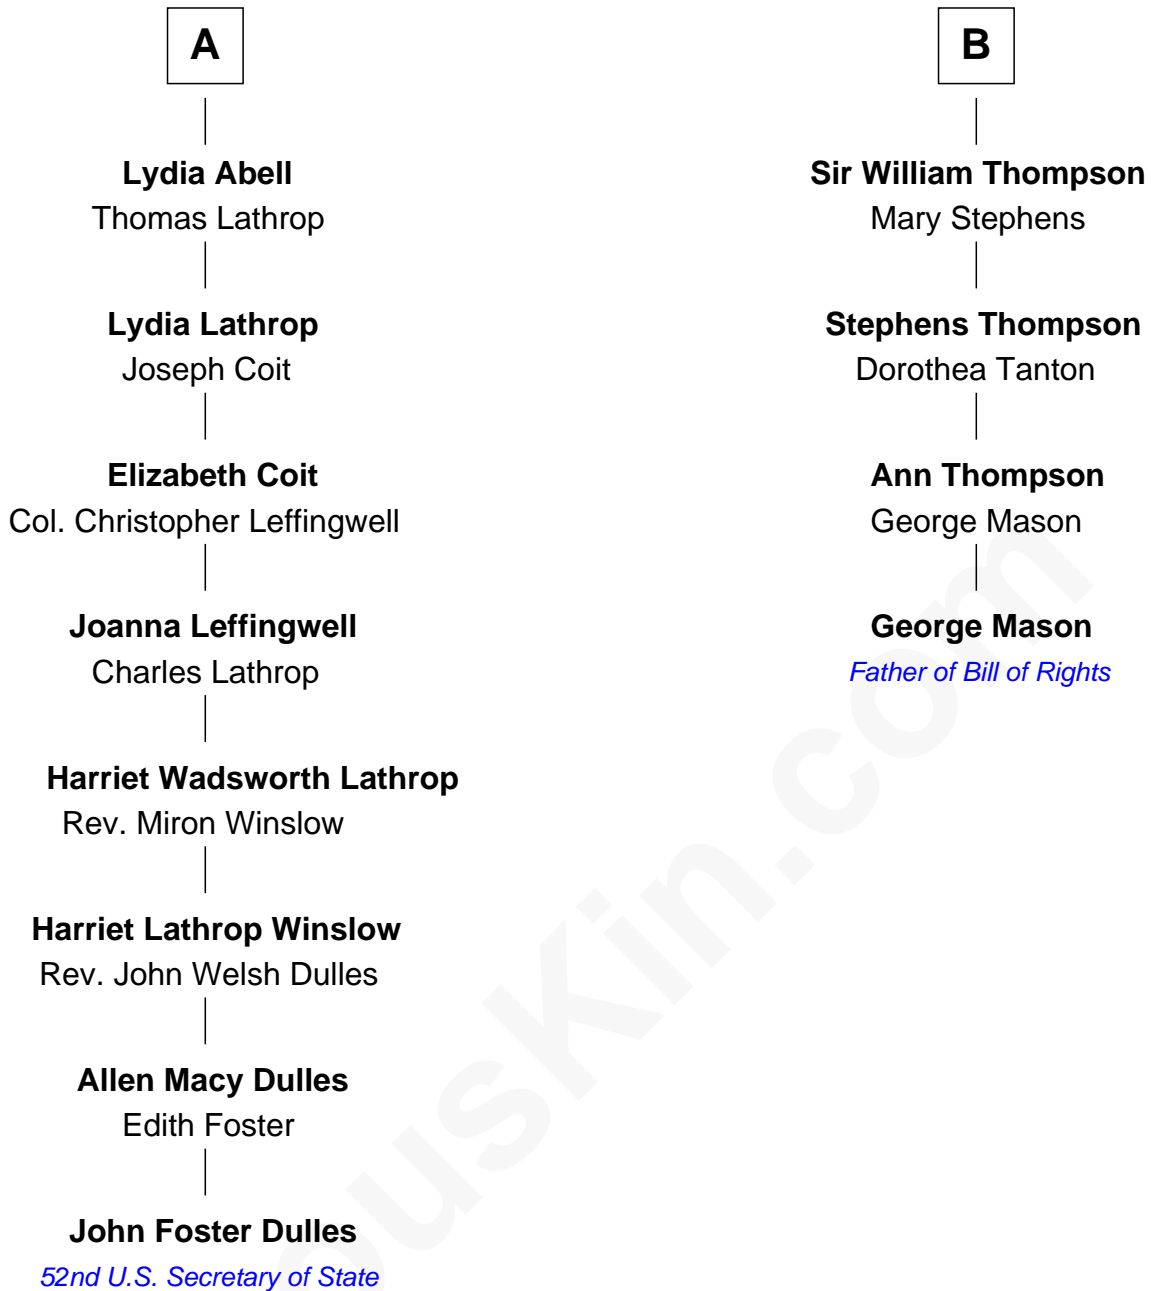 A
Lydia Abell
Thomas Lathrop
Lydia Lathrop
Joseph Coit
Elizabeth Coit
Col. Christopher Leffingwell
Joanna Leffingwell
Charles Lathrop
Harriet Wadsworth Lathrop
Rev. Miron Winslow
Harriet Lathrop Winslow
Rev. John Welsh Dulles
Allen Macy Dulles
Edith Foster
John Foster Dulles
52nd U.S. Secretary of State
B
Sir William Thompson
Mary Stephens
Stephens Thompson
Dorothea Tanton
Ann Thompson
George Mason
George Mason
Father of Bill of Rights
ousKin.com